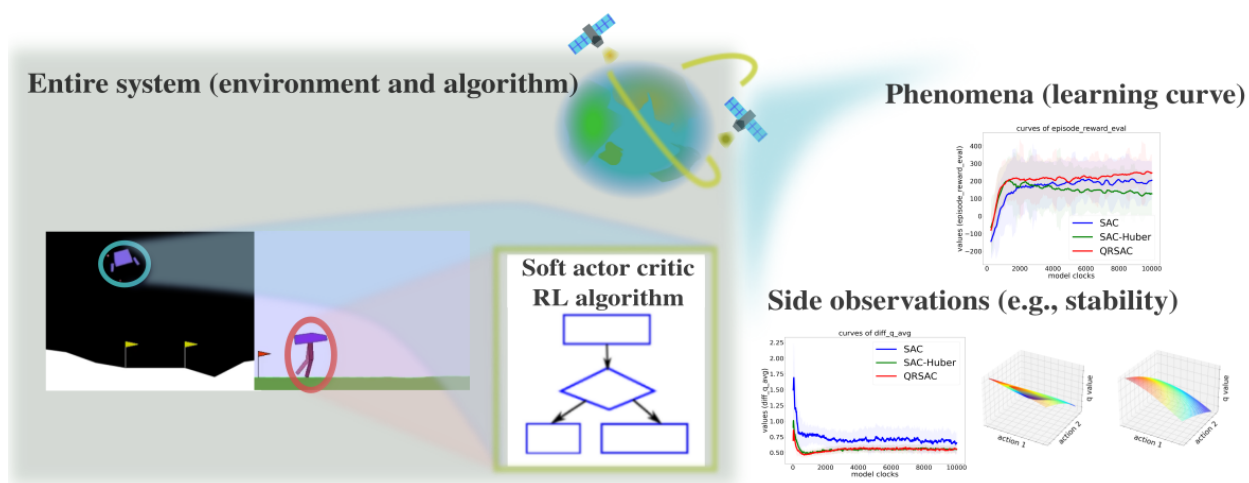 Entire system (environment and algorithm)
Soft actor critic
RL algorithm
Phenomena (learning curve)
curves of episode_reward_eval
values (episode_reward_eval)
400
300
200
100
0
−100
−200
SAC
SAC-Huber
QRSAC
0
2000
4000
6000
8000
10000
model clocks
Side observations (e.g., stability)
curves of diff_q_avg
values (diff_q_avg)
2.25
2.00
1.75
1.50
1.25
1.00
0.75
0.50
SAC
SAC-Huber
QRSAC
0
2000
4000
6000
8000
10000
model clocks
q value
action 1
action 2
q value
action 1
action 2